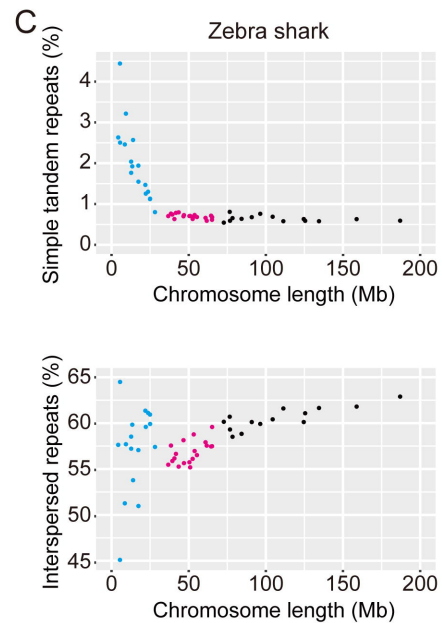 C
Zebra shark
Simple tandem repeats (%)
4
3
2
1
0
0 50 100 150 200
Chromosome length (Mb)
Interspersed repeats (%)
65
60
55
50
45
0 50 100 150 200
Chromosome length (Mb)